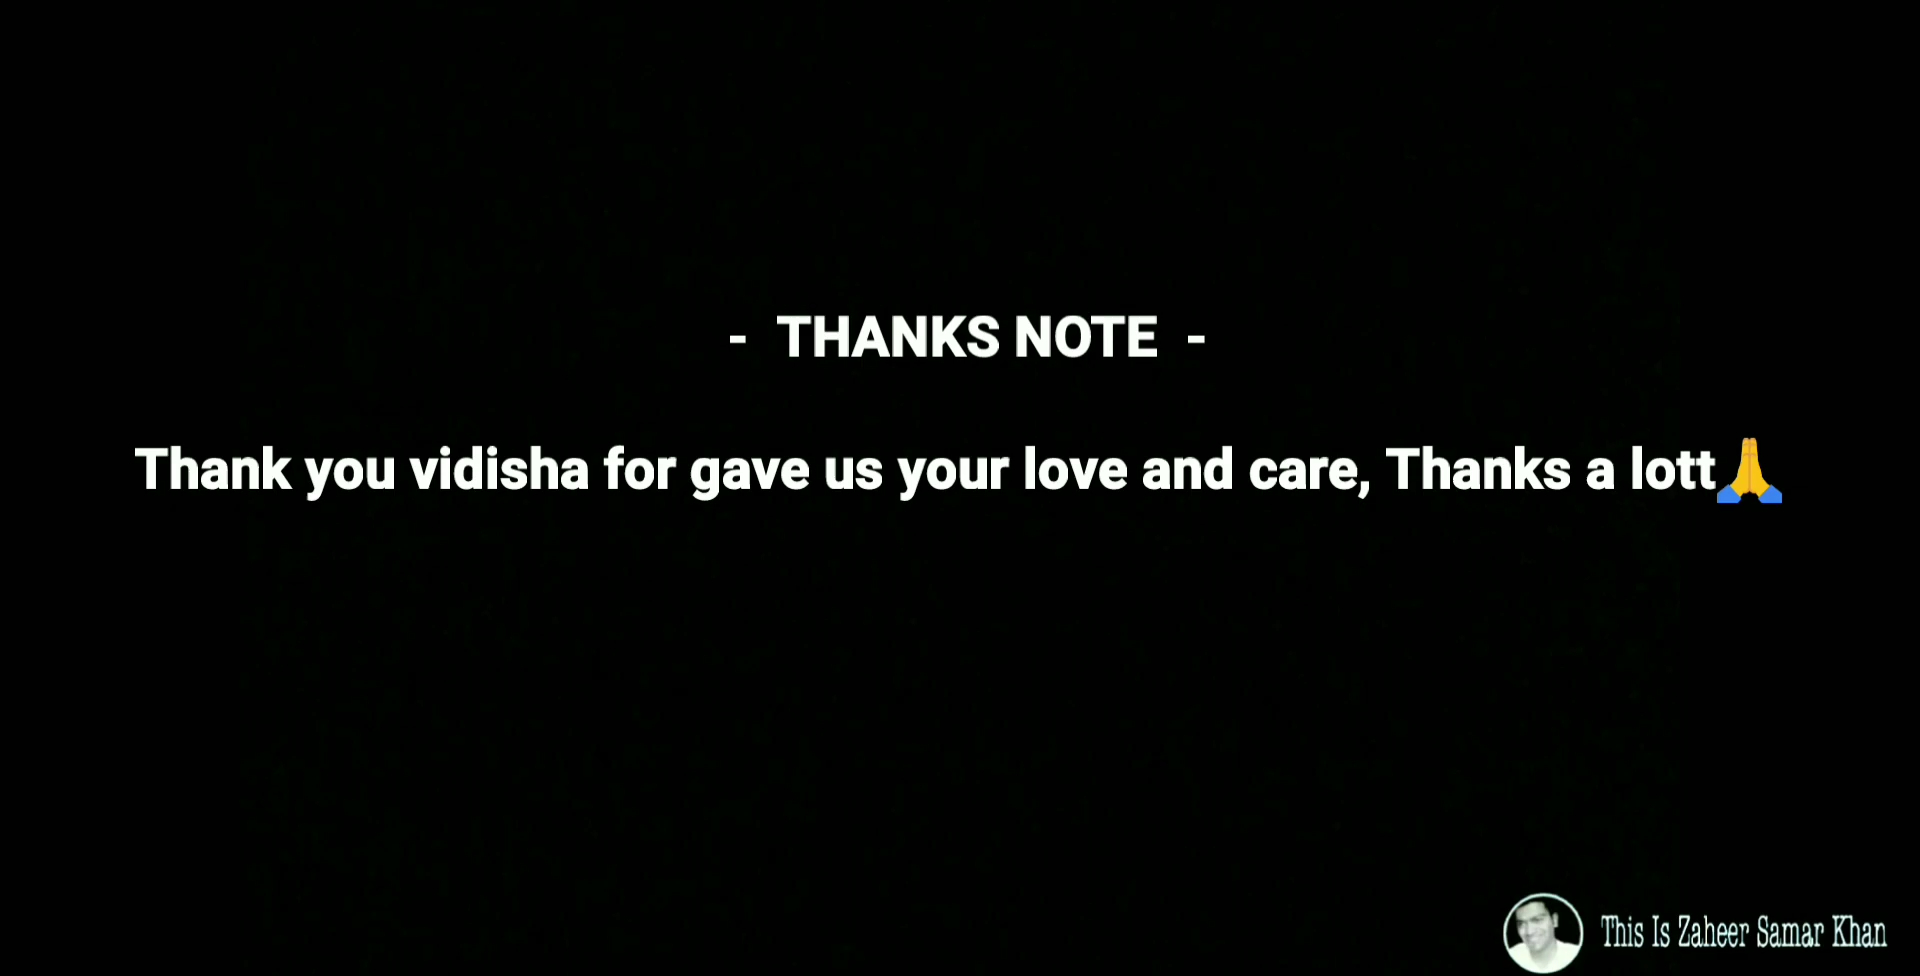 - THANKS NOTE -
Thank you vidisha for gave us your love and care, Thanks a lott🙏
This Is Zaheer Samar Khan